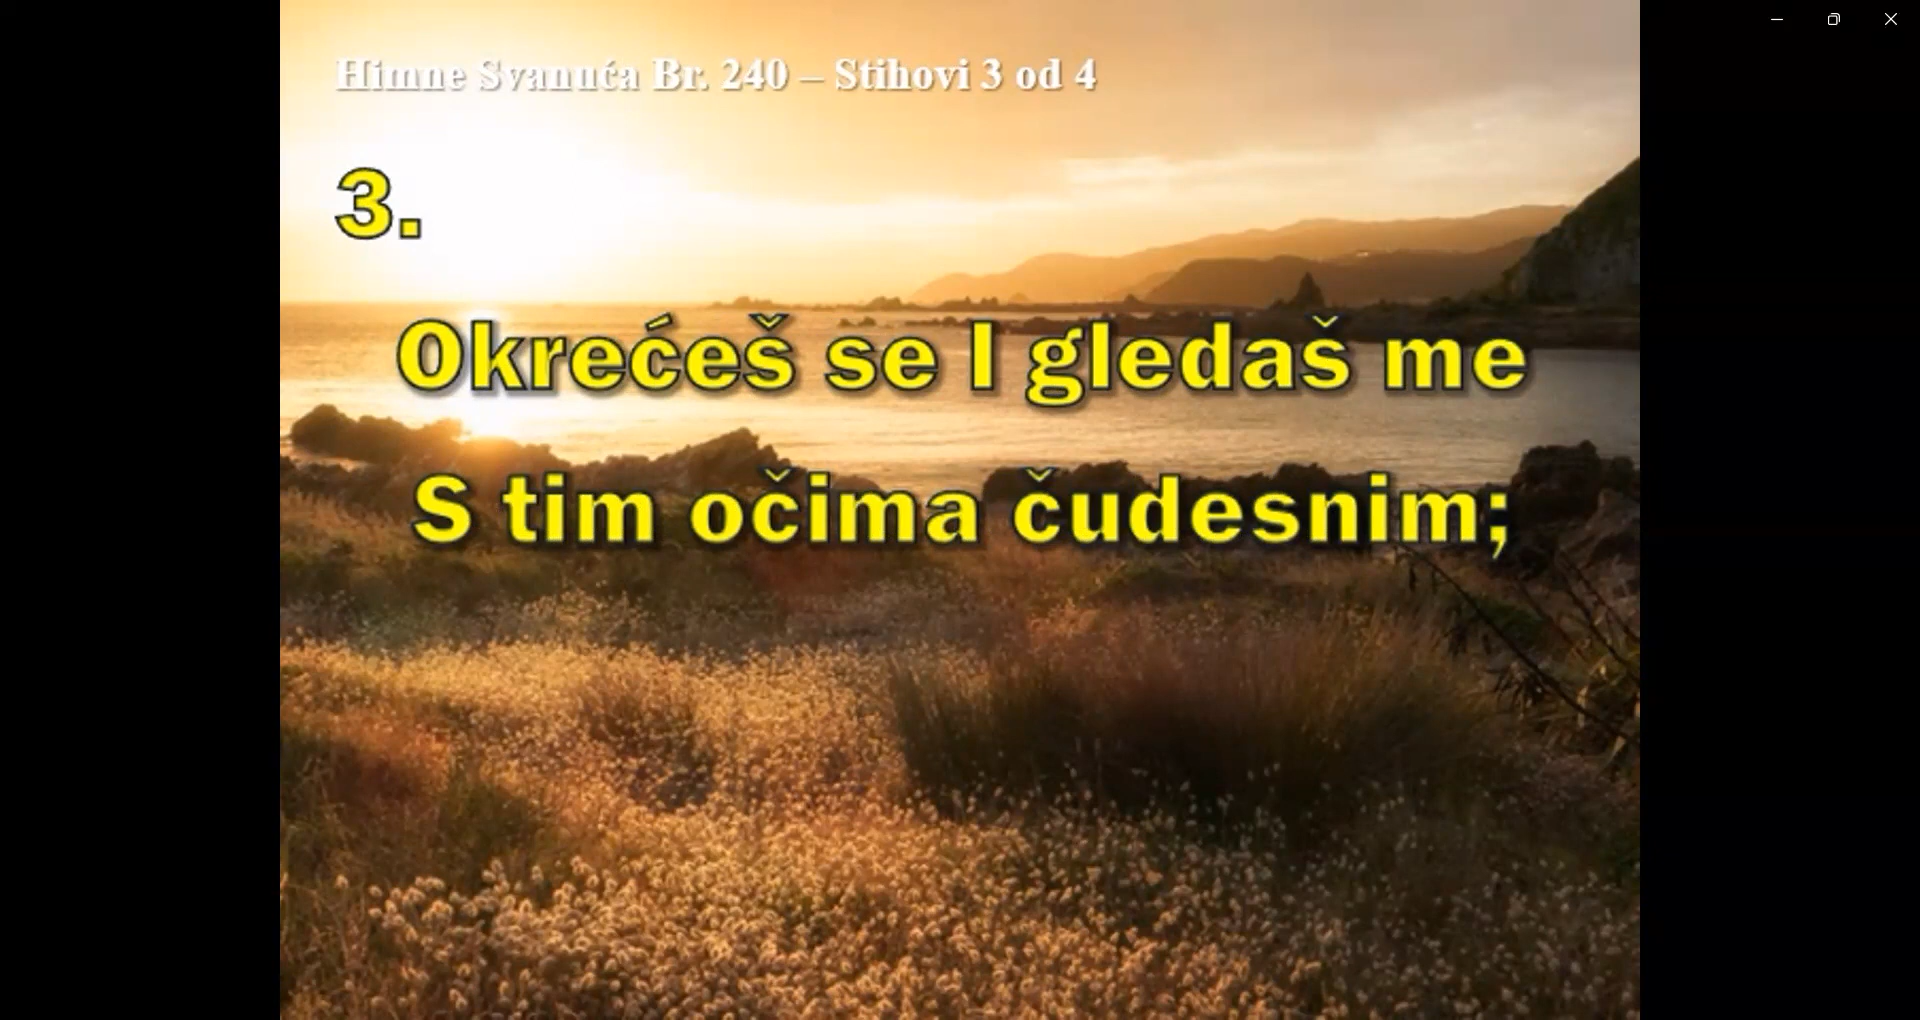 Himne Svanuća Br. 240 – Stihovi 3 od 4
3.
Okrećeš se I gledaš me
S tim očima čudesnim;